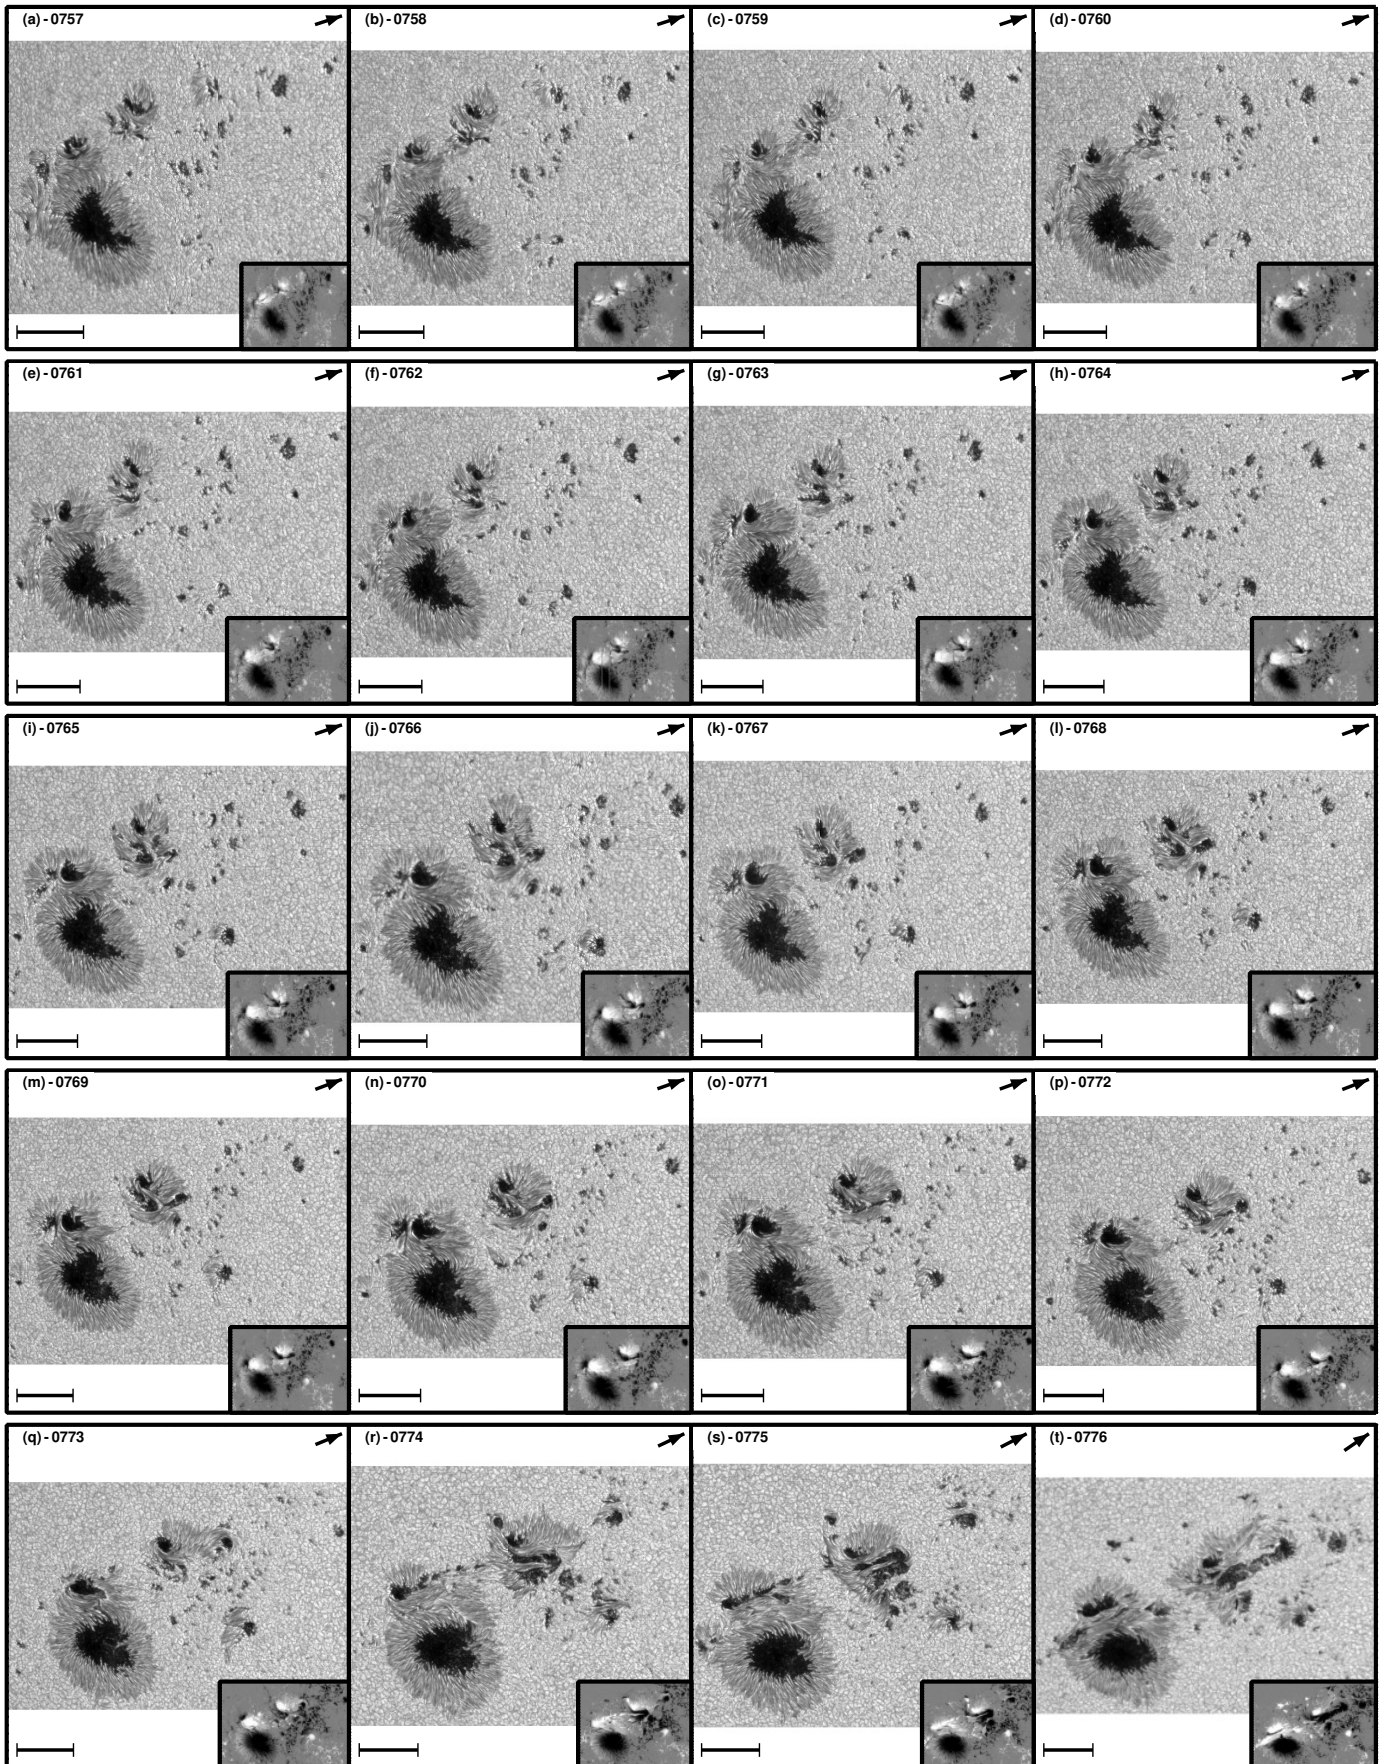 (a) - 0757
(b) - 0758
(c) - 0759
(d) - 0760
(e) - 0761
(f) - 0762
(g) - 0763
(h) - 0764
(i) - 0765
(j) - 0766
(k) - 0767
(l) - 0768
(m) - 0769
(n) - 0770
(o) - 0771
(p) - 0772
(q) - 0773
(r) - 0774
(s) - 0775
(t) - 0776